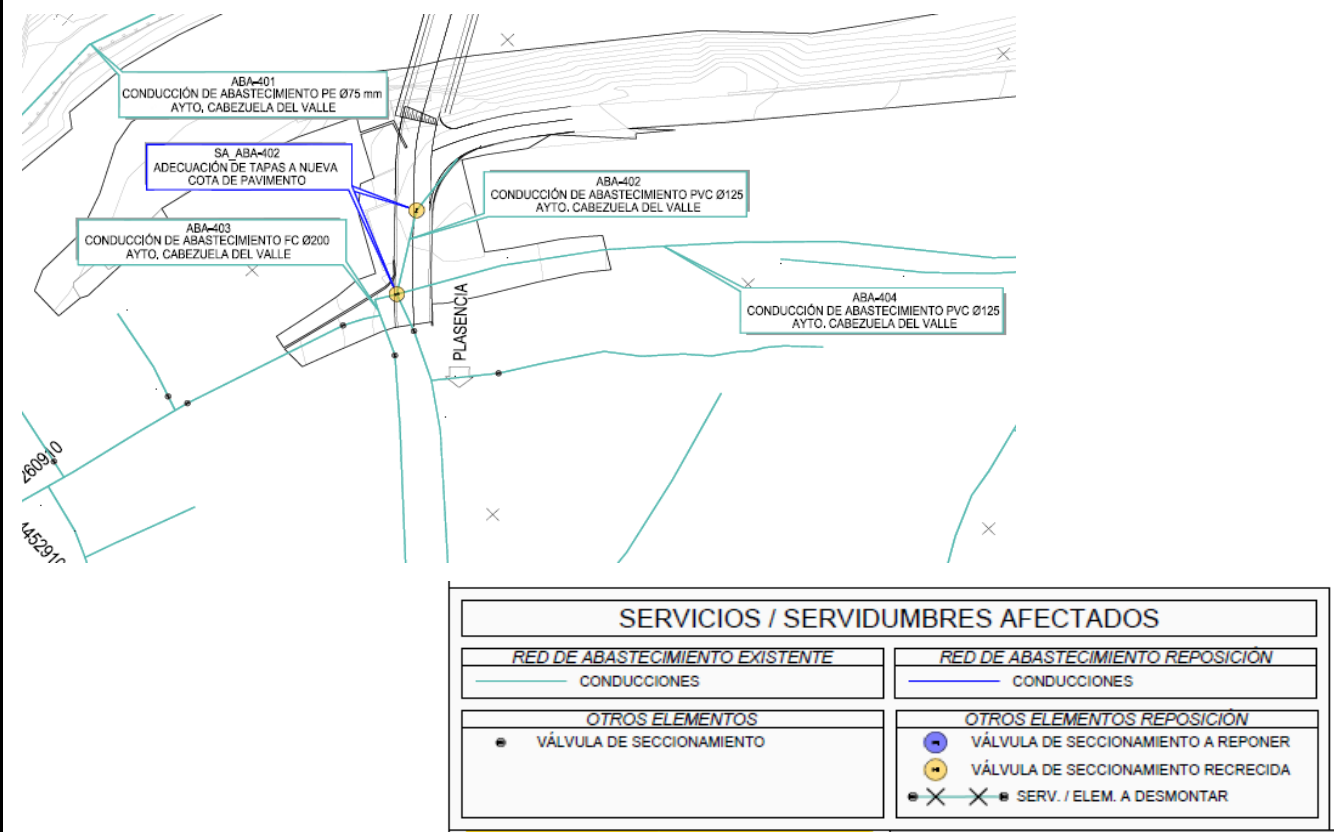 ABA-401
CONDUCCIÓN DE ABASTECIMIENTO PE Ø75 mm
AYTO. CABEZUELA DEL VALLE
SA_ABA-402
ADECUACIÓN DE TAPAS A NUEVA
COTA DE PAVIMENTO
ABA-402
CONDUCCIÓN DE ABASTECIMIENTO PVC Ø125
AYTO. CABEZUELA DEL VALLE
ABA-403
CONDUCCIÓN DE ABASTECIMIENTO FC Ø200
AYTO. CABEZUELA DEL VALLE
ABA-404
CONDUCCIÓN DE ABASTECIMIENTO PVC Ø125
AYTO. CABEZUELA DEL VALLE
PLASENCIA
260910
4452910
SERVICIOS / SERVIDUMBRES AFECTADOS
RED DE ABASTECIMIENTO EXISTENTE
CONDUCCIONES
RED DE ABASTECIMIENTO REPOSICIÓN
CONDUCCIONES
OTROS ELEMENTOS
VÁLVULA DE SECCIONAMIENTO
OTROS ELEMENTOS REPOSICIÓN
VÁLVULA DE SECCIONAMIENTO A REPONER
VÁLVULA DE SECCIONAMIENTO RECRECIDA
SERV. / ELEM. A DESMONTAR